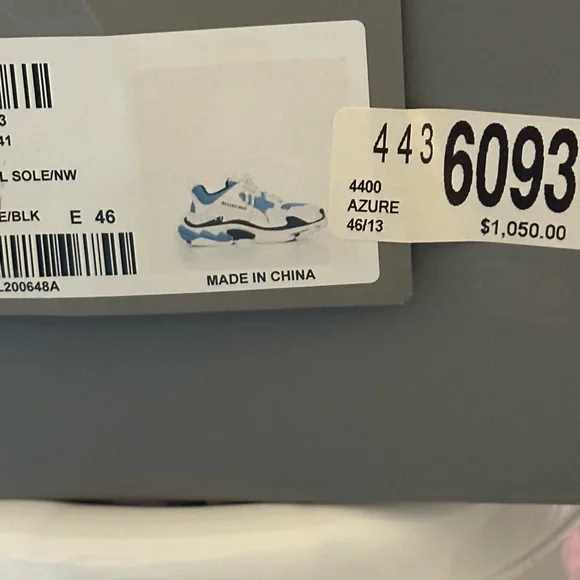 3
41
L SOLE/NW
E/BLK E 46
L200648A
MADE IN CHINA
443 6093
4400
AZURE
46/13
$1,050.00